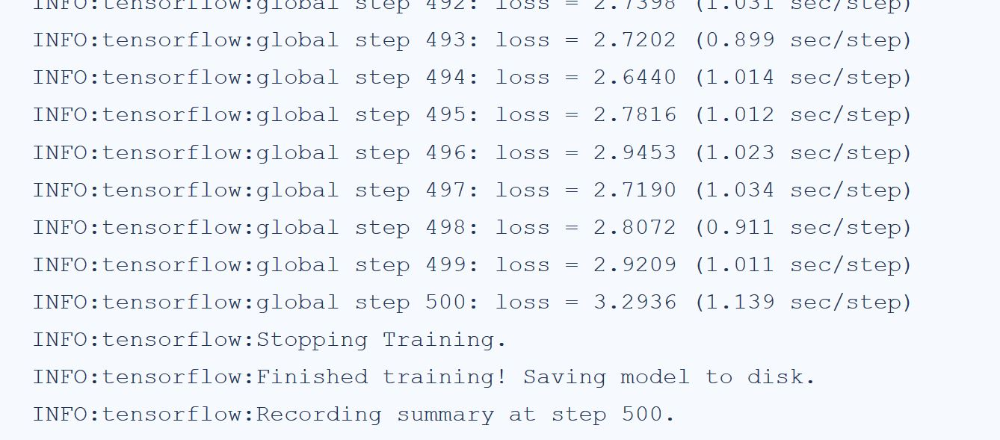 INFO:tensorflow:global step 492: loss = 2.7398 (1.031 sec/step)
INFO:tensorflow:global step 493: loss = 2.7202 (0.899 sec/step)
INFO:tensorflow:global step 494: loss = 2.6440 (1.014 sec/step)
INFO:tensorflow:global step 495: loss = 2.7816 (1.012 sec/step)
INFO:tensorflow:global step 496: loss = 2.9453 (1.023 sec/step)
INFO:tensorflow:global step 497: loss = 2.7190 (1.034 sec/step)
INFO:tensorflow:global step 498: loss = 2.8072 (0.911 sec/step)
INFO:tensorflow:global step 499: loss = 2.9209 (1.011 sec/step)
INFO:tensorflow:global step 500: loss = 3.2936 (1.139 sec/step)
INFO:tensorflow:Stopping Training.
INFO:tensorflow:Finished training! Saving model to disk.
INFO:tensorflow:Recording summary at step 500.